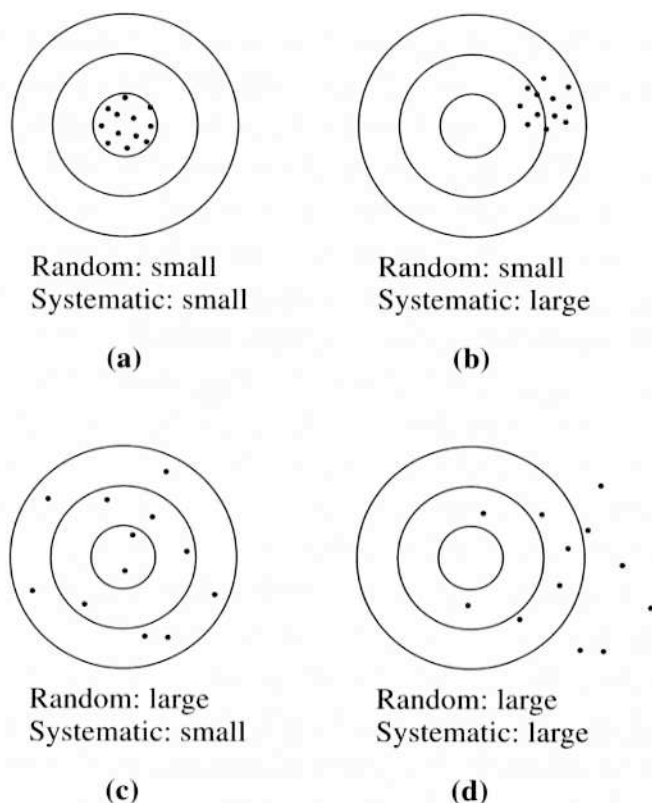 Random: small
Systematic: small
(a)
Random: small
Systematic: large
(b)
Random: large
Systematic: small
(c)
Random: large
Systematic: large
(d)